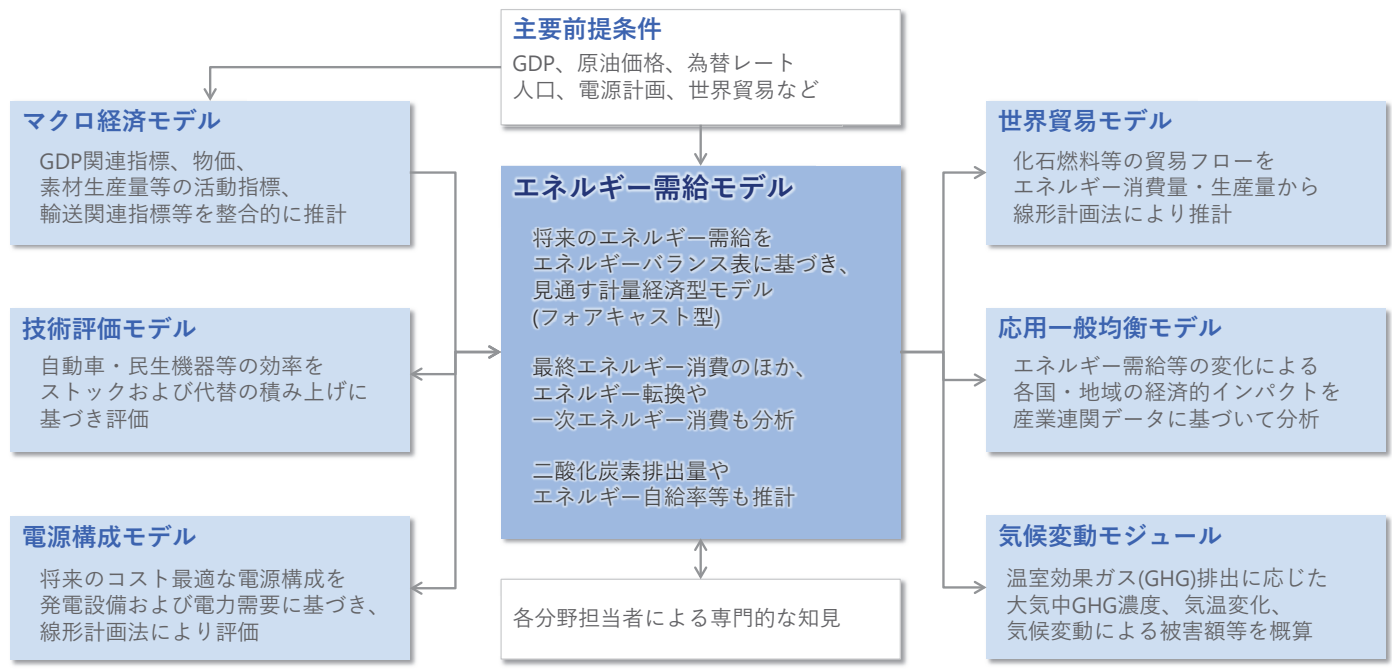 主要前提条件
GDP、原油価格、為替レート
人口、電源計画、世界貿易など
マクロ経済モデル
GDP関連指標、物価、
素材生産量等の活動指標、
輸送関連指標等を整合的に推計
技術評価モデル
自動車・民生機器等の効率を
ストックおよび代替の積み上げに
基づき評価
電源構成モデル
将来のコスト最適な電源構成を
発電設備および電力需要に基づき、
線形計画法により評価
エネルギー需給モデル
将来のエネルギー需給を
エネルギーバランス表に基づき、
見通す計量経済型モデル
(フォアキャスト型)
最終エネルギー消費のほか、
エネルギー転換や
一次エネルギー消費も分析
二酸化炭素排出量や
エネルギー自給率等も推計
各分野担当者による専門的な知見
世界貿易モデル
化石燃料等の貿易フローを
エネルギー消費量・生産量から
線形計画法により推計
応用一般均衡モデル
エネルギー需給等の変化による
各国・地域の経済的インパクトを
産業連関データに基づいて分析
気候変動モジュール
温室効果ガス(GHG)排出に応じた
大気中GHG濃度、気温変化、
気候変動による被害額等を概算